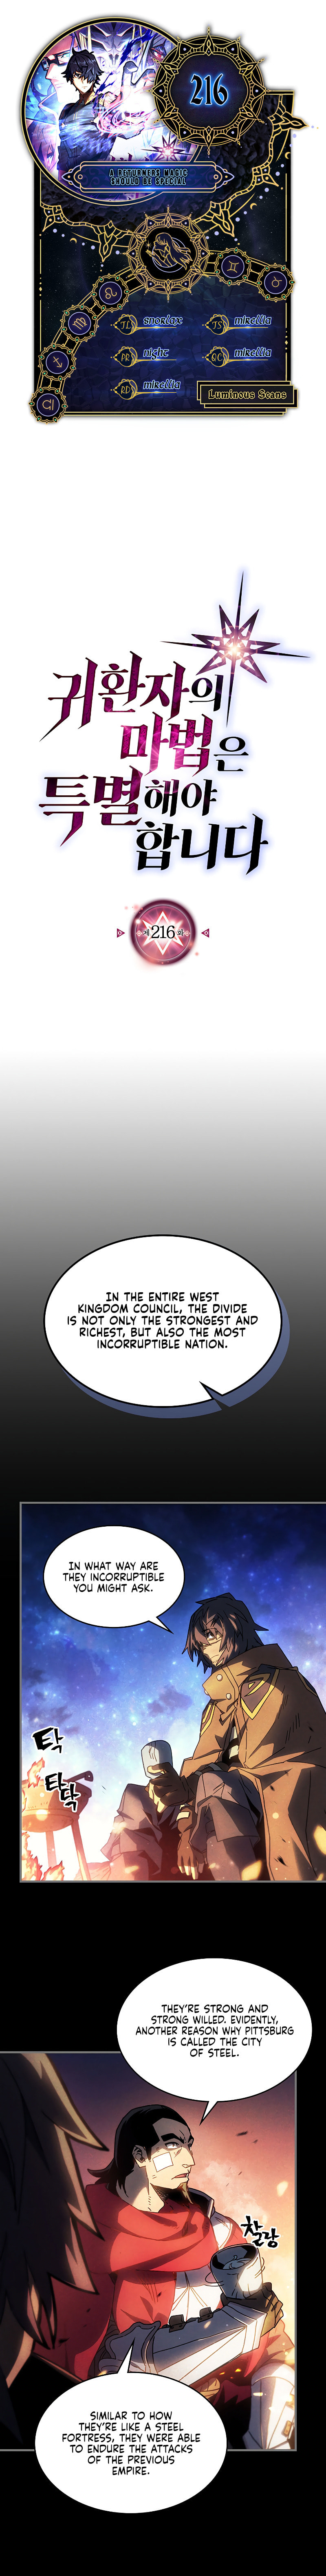 216
A RETURNERS MAGIC
SHOULD BE SPECIAL
TL snorlax
TS mikellia
PR night
QC mikellia
RD mikellia
Luminous Scans
귀환자의
마법은
특별해야
합니다
제 216 화
IN THE ENTIRE WEST
KINGDOM COUNCIL, THE DIVIDE
IS NOT ONLY THE STRONGEST AND
RICHEST, BUT ALSO THE MOST
INCORRUPTIBLE NATION.
IN WHAT WAY ARE
THEY INCORRUPTIBLE
YOU MIGHT ASK.
탁
타닥
THEY'RE STRONG AND
STRONG WILLED. EVIDENTLY,
ANOTHER REASON WHY PITTSBURG
IS CALLED THE CITY
OF STEEL.
찰랑
SIMILAR TO HOW
THEY'RE LIKE A STEEL
FORTRESS, THEY WERE ABLE
TO ENDURE THE ATTACKS
OF THE PREVIOUS
EMPIRE.